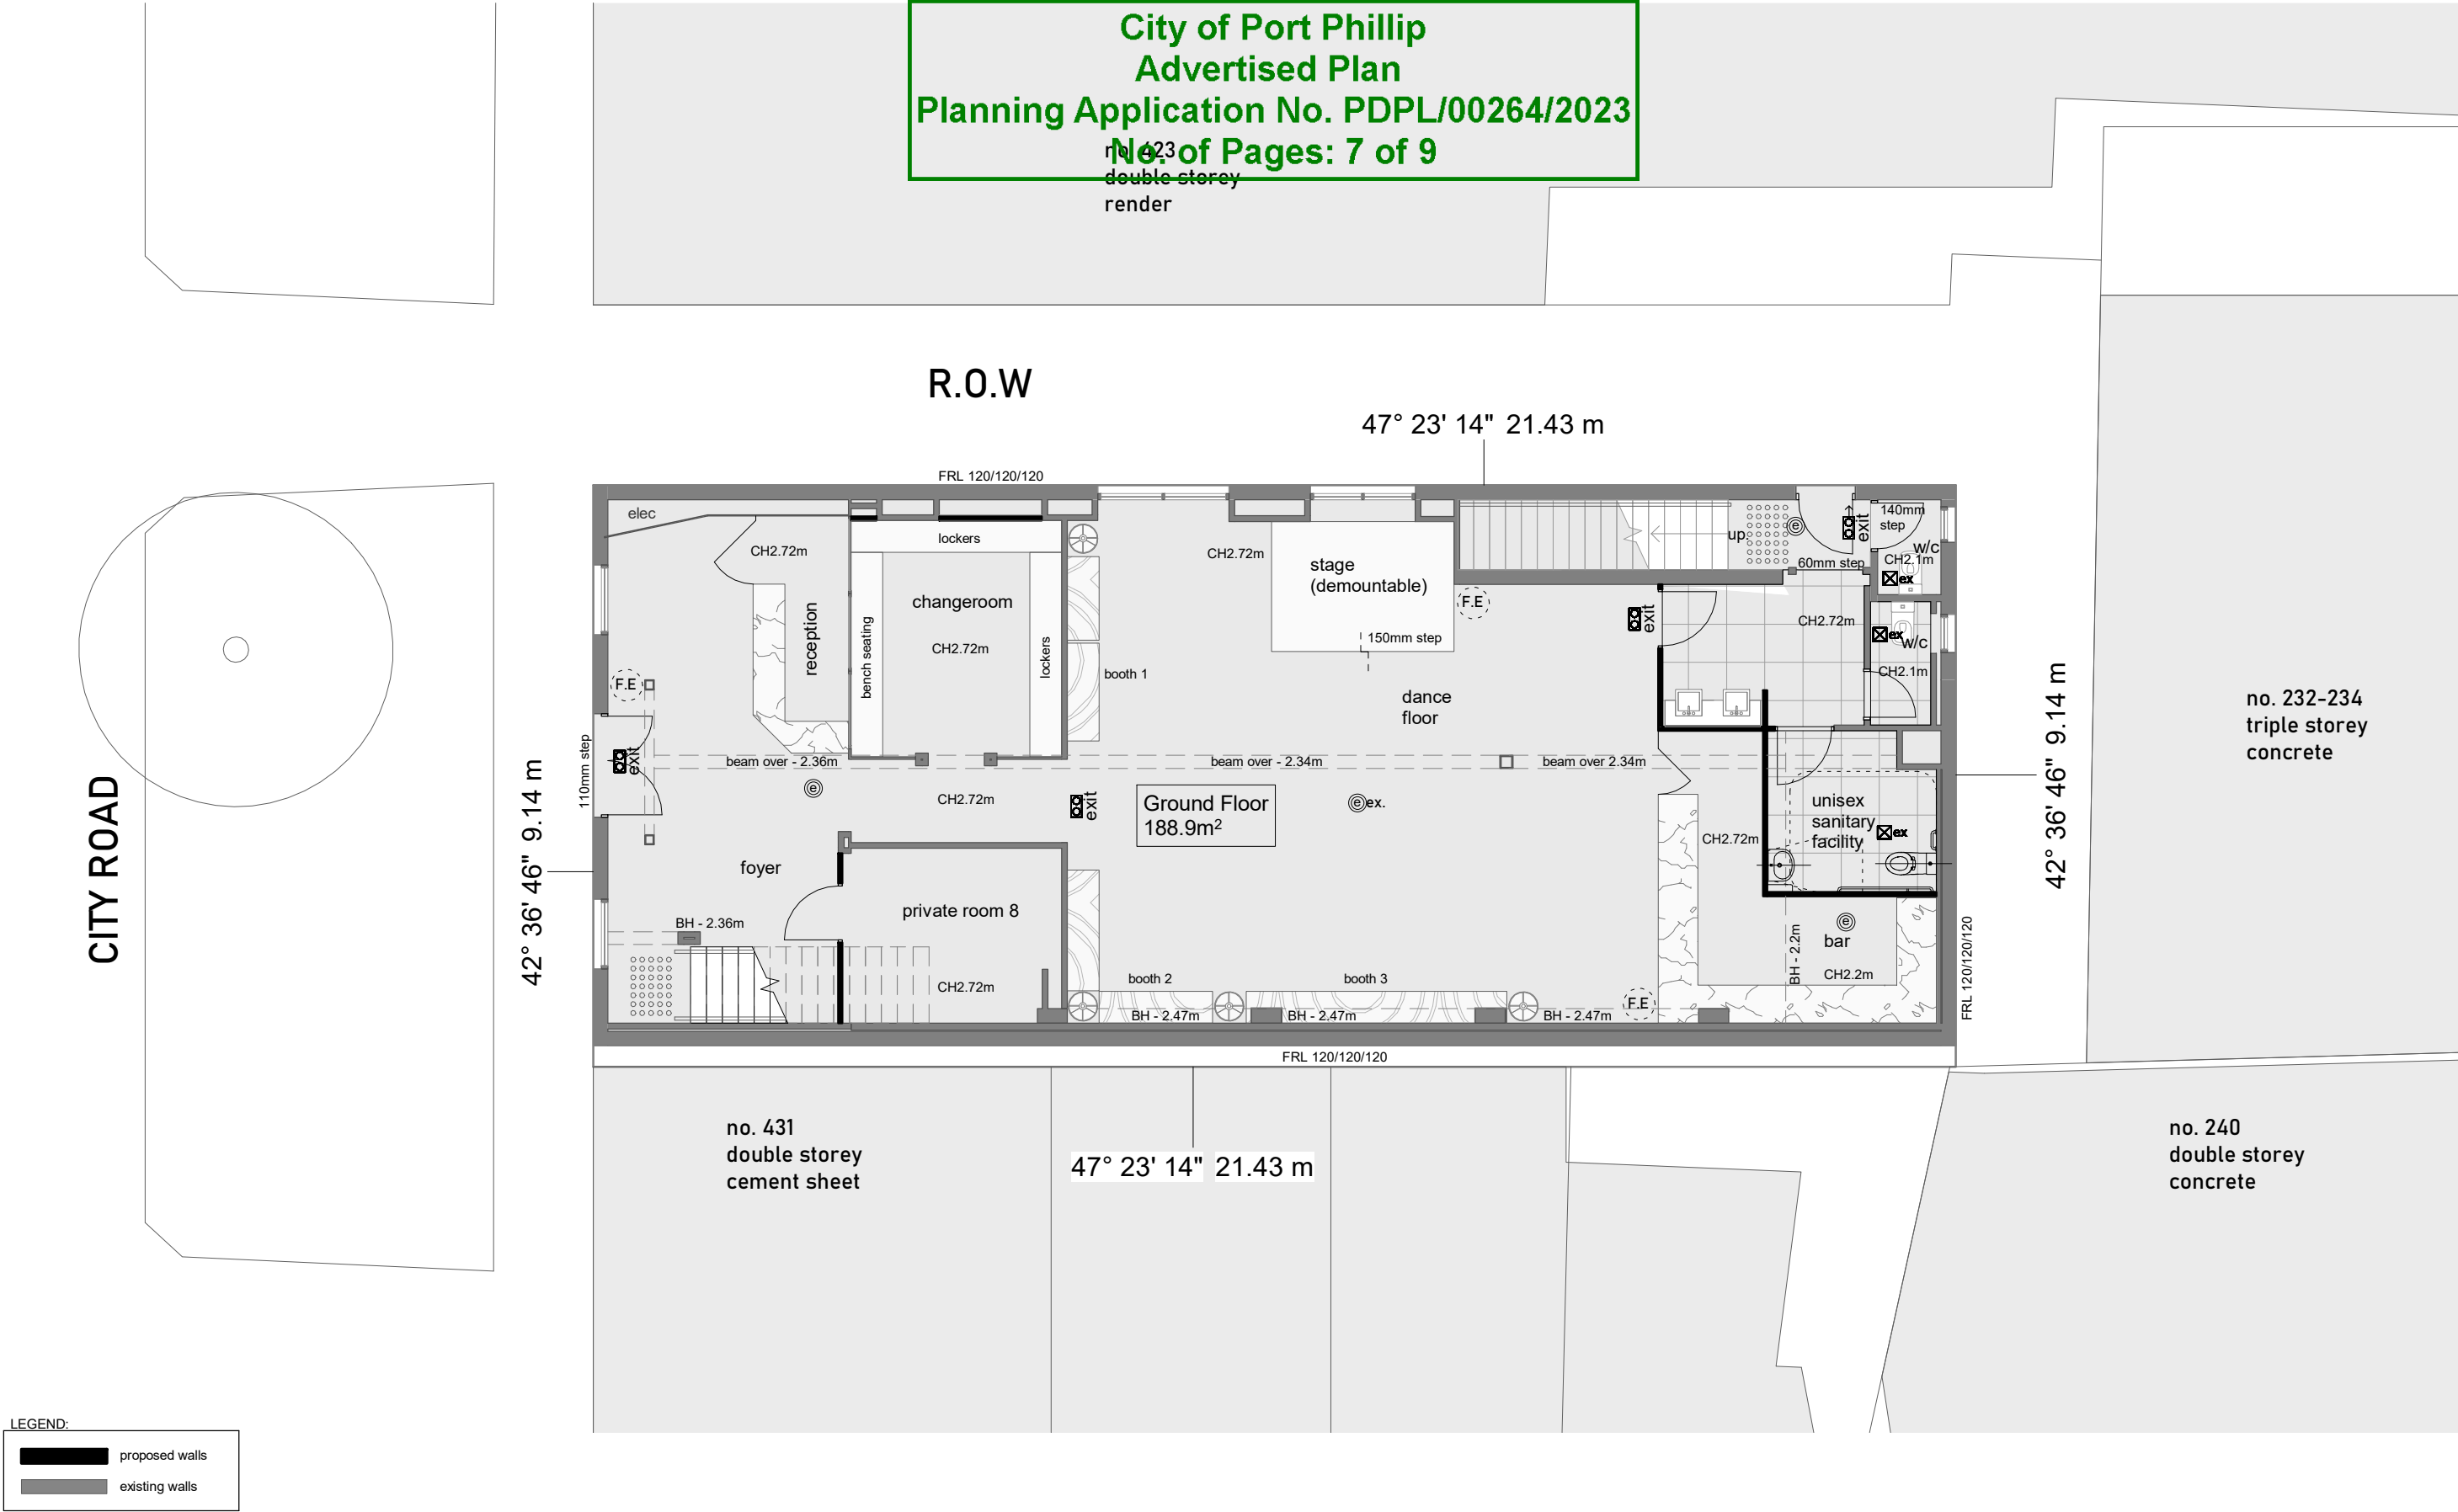 City of Port Phillip
Advertised Plan
Planning Application No. PDPL/00264/2023
No. of Pages: 7 of 9
no. 423
double storey
render
R.O.W
47° 23' 14" 21.43 m
FRL 120/120/120
elec
CH2.72m
reception
lockers
bench seating
changeroom
CH2.72m
lockers
booth 1
CH2.72m
stage
(demountable)
150mm step
F.E
dance
floor
up
e
exit
140mm
step
w/c
CH2.1m
ex
60mm step
exit
CH2.72m
ex
w/c
CH2.1m
F.E
110mm step
exit
beam over - 2.36m
beam over - 2.34m
beam over 2.34m
e
CH2.72m
exit
Ground Floor
188.9m²
e ex.
CH2.72m
unisex
sanitary
facility
ex
foyer
BH - 2.36m
private room 8
CH2.72m
booth 2
booth 3
BH - 2.47m
BH - 2.47m
BH - 2.47m
F.E
BH - 2.2m
e
bar
CH2.2m
FRL 120/120/120
FRL 120/120/120
CITY ROAD
42° 36' 46" 9.14 m
42° 36' 46" 9.14 m
no. 232-234
triple storey
concrete
no. 431
double storey
cement sheet
47° 23' 14" 21.43 m
no. 240
double storey
concrete
LEGEND:
proposed walls
existing walls